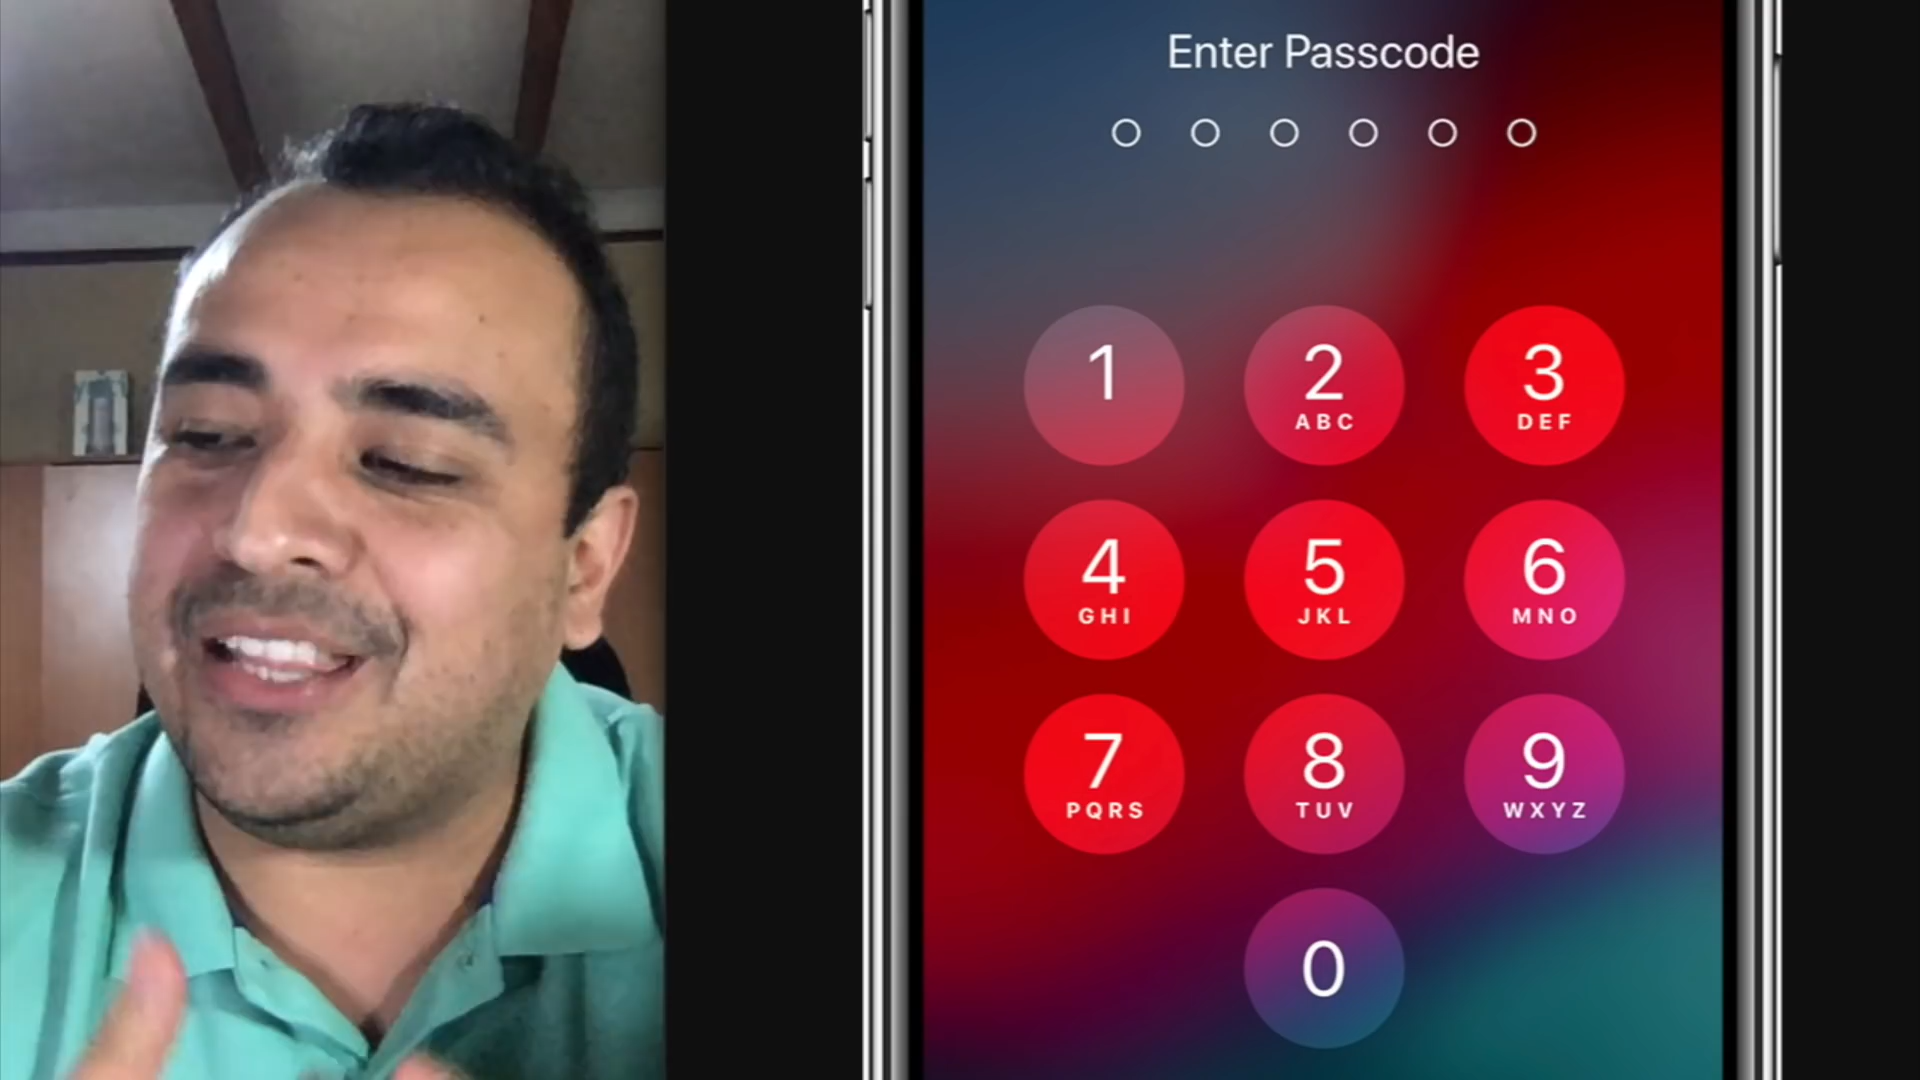 Enter Passcode
1 2 3
ABC DEF
4 5 6
GHI JKL MNO
7 8 9
PQRS TUV WXYZ
0